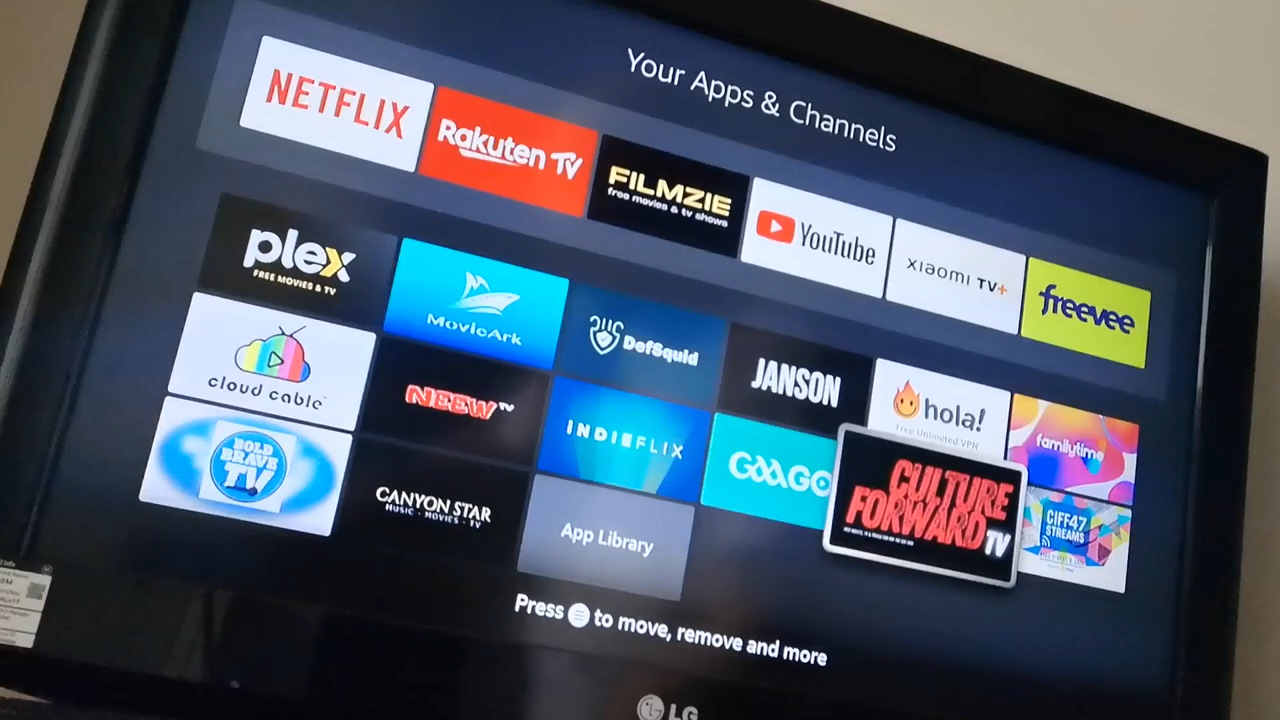 Your Apps & Channels
NETFLIX
Rakuten TV
FILMZIE
free movies & tv shows
YouTube
xiaomi TV+
freevee
plex
FREE MOVIES & TV
MovieArk
DefSquid
JANSON
hola!
Free Unlimited VPN
familytime
cloud cable
NEEW TV
INDIEFLIX
GAAGO
CULTURE
FORWARD TV
CIFF47
STREAMS
BOLD
BRAVE
TV
CANYON STAR
MUSIC - MOVIES - TV
App Library
Press to move, remove and more
LG